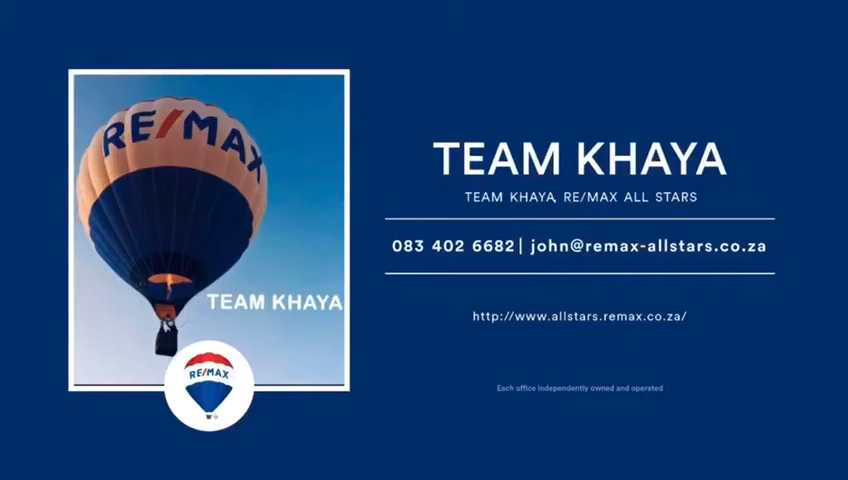 RE/MAX
TEAM KHAYA
RE/MAX
TEAM KHAYA
TEAM KHAYA, RE/MAX ALL STARS
083 402 6682| john@remax-allstars.co.za
http://www.allstars.remax.co.za/
Each office independently owned and operated